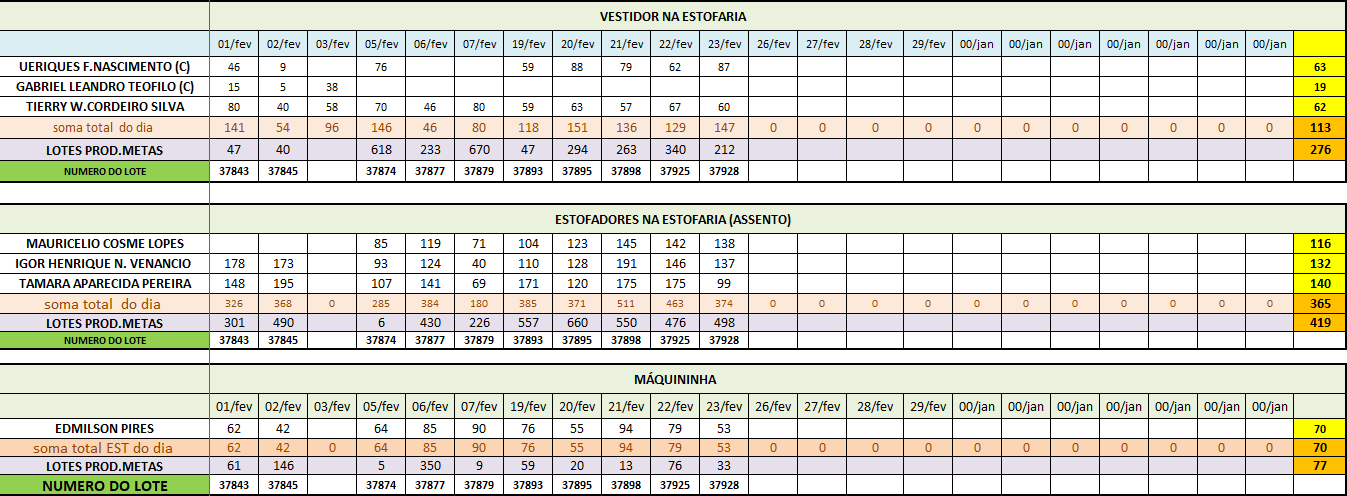 VESTIDOR NA ESTOFARIA
01/fev 02/fev 03/fev 05/fev 06/fev 07/fev 19/fev 20/fev 21/fev 22/fev 23/fev 26/fev 27/fev 28/fev 29/fev 00/jan 00/jan 00/jan 00/jan 00/jan 00/jan 00/jan
UERIQUES F.NASCIMENTO (C) 46 9 76 59 88 79 62 87 63
GABRIEL LEANDRO TEOFILO (C) 15 5 38 19
TIERRY W.CORDEIRO SILVA 80 40 58 70 46 80 59 63 57 67 60 62
soma total do dia 141 54 96 146 46 80 118 151 136 129 147 0 0 0 0 0 0 0 0 0 0 0 113
LOTES PROD.METAS 47 40 618 233 670 47 294 263 340 212 276
NUMERO DO LOTE 37843 37845 37874 37877 37879 37893 37895 37898 37925 37928
ESTOFADORES NA ESTOFARIA (ASSENTO)
MAURICELIO COSME LOPES 85 119 71 104 123 145 142 138 116
IGOR HENRIQUE N. VENANCIO 178 173 93 124 40 110 128 191 146 137 132
TAMARA APARECIDA PEREIRA 148 195 107 141 69 171 120 175 175 99 140
soma total do dia 326 368 0 285 384 180 385 371 511 463 374 0 0 0 0 0 0 0 0 0 0 0 365
LOTES PROD.METAS 301 490 6 430 226 557 660 550 476 498 419
NUMERO DO LOTE 37843 37845 37874 37877 37879 37893 37895 37898 37925 37928
MÁQUININHA
01/fev 02/fev 03/fev 05/fev 06/fev 07/fev 19/fev 20/fev 21/fev 22/fev 23/fev 26/fev 27/fev 28/fev 29/fev 00/jan 00/jan 00/jan 00/jan 00/jan 00/jan 00/jan
EDMILSON PIRES 62 42 64 85 90 76 55 94 79 53 70
soma total EST do dia 62 42 0 64 85 90 76 55 94 79 53 0 0 0 0 0 0 0 0 0 0 0 70
LOTES PROD.METAS 61 146 5 350 9 59 20 13 76 33 77
NUMERO DO LOTE 37843 37845 37874 37877 37879 37893 37895 37898 37925 37928